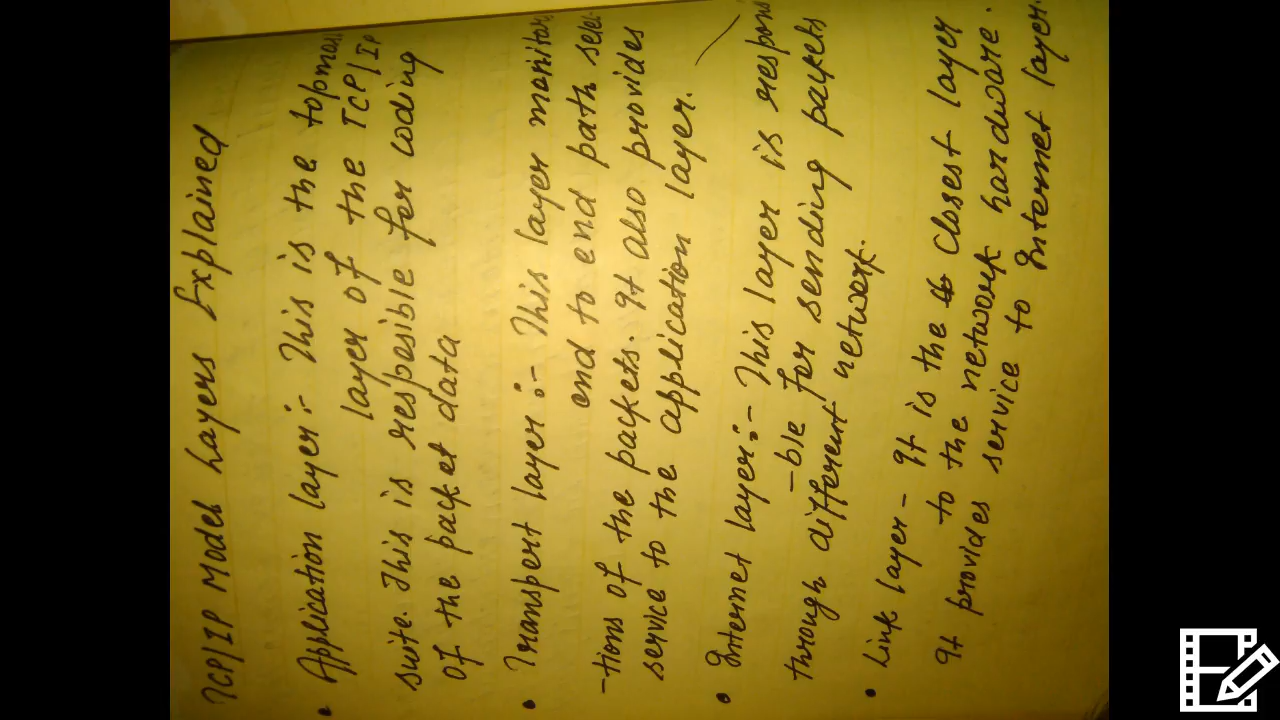 TCP/IP Model Layers Explained
• Application layer:- This is the topmost
layer of the TCP/IP
suite. This is resposible for coding
of the packet data
• Transport layer:- This layer monitors
end to end path selec
-tions of the packets. It also provides
service to the application layer.
• Internet layer:- This layer is respons
-ble for sending packets
through different network.
• Link layer- It is the closest layer
to the network hardware.
It provides service to Internet layer.